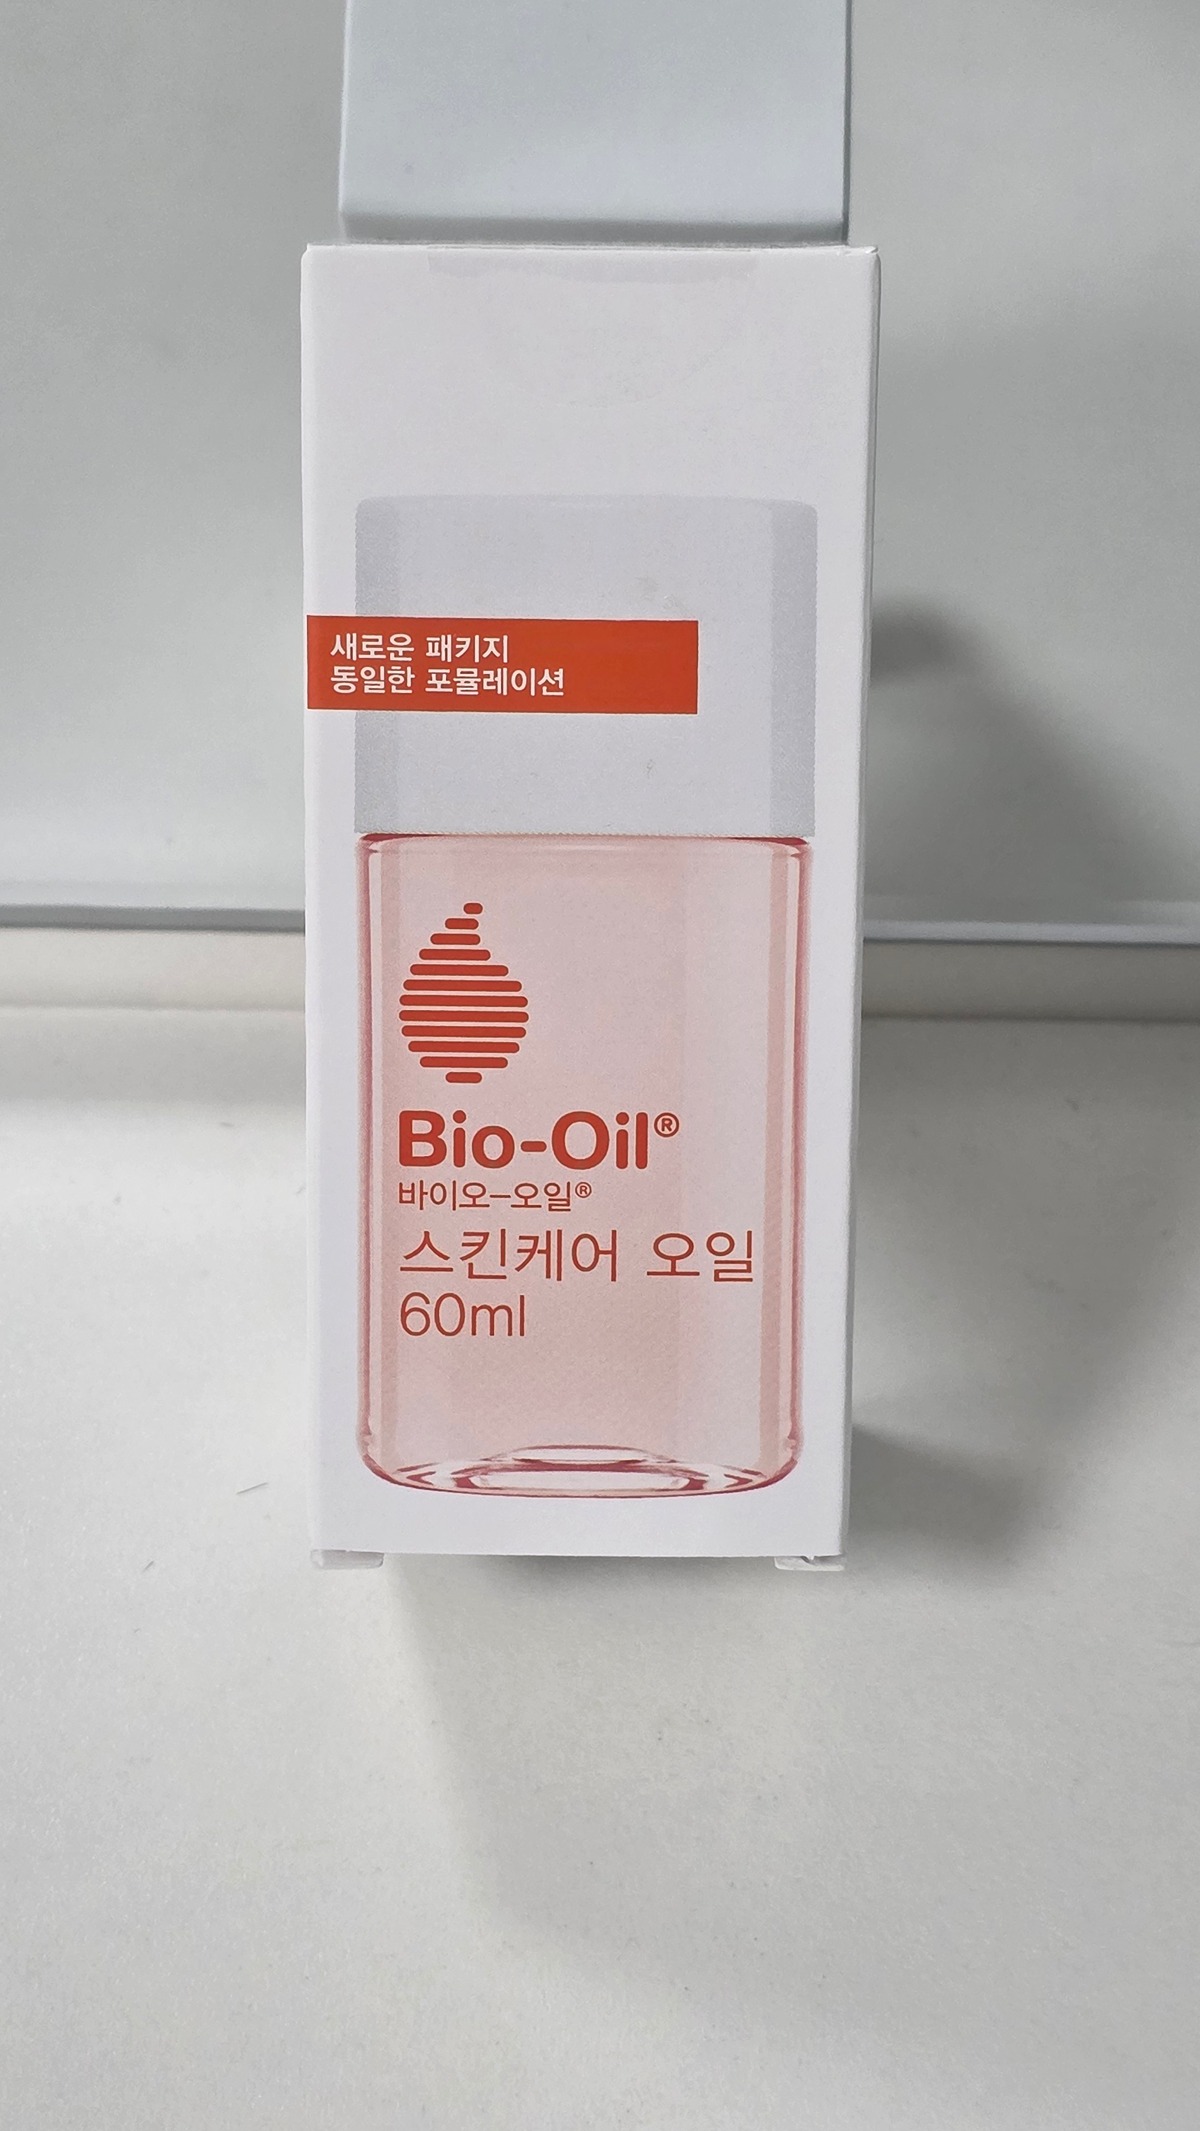 새로운 패키지
동일한 포뮬레이션
Bio-Oil®
바이오-오일®
스킨케어 오일
60ml